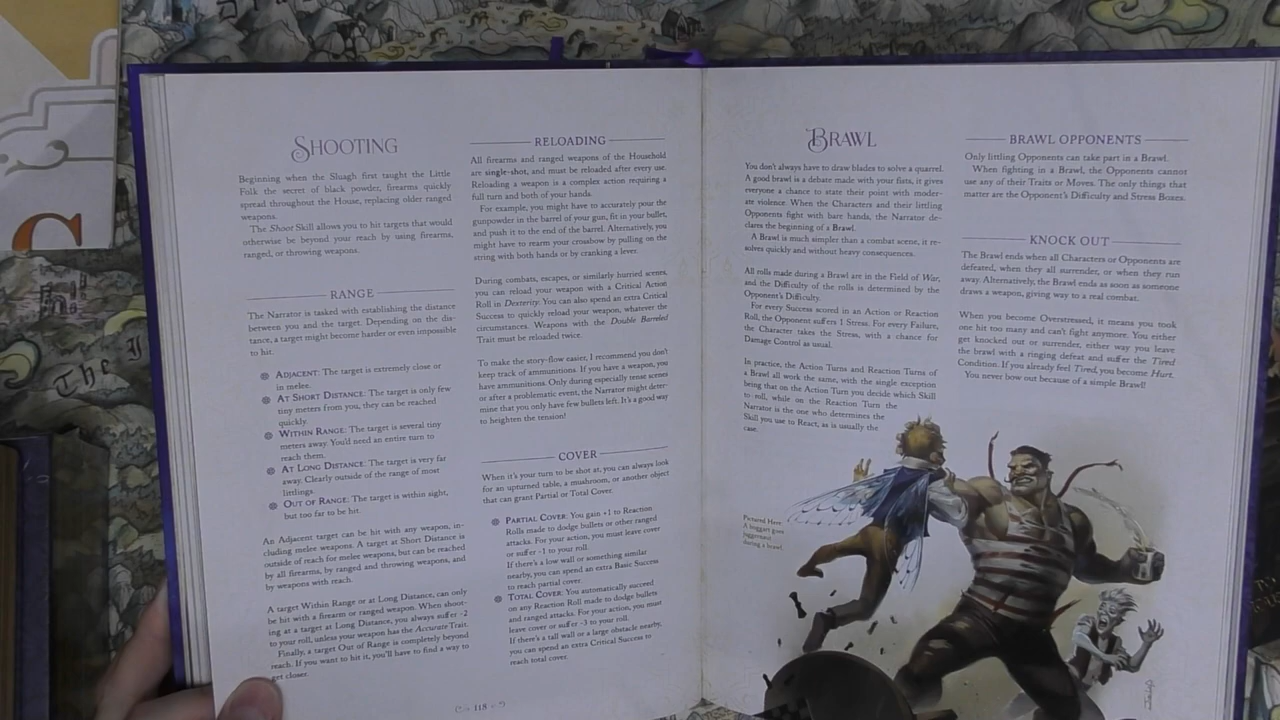 SHOOTING
Beginning when the Sluagh first taught the Little
Folk the secret of black powder, firearms quickly
spread throughout the House, replacing older ranged
weapons.
The Shoot Skill allows you to hit targets that would
otherwise be beyond your reach by using firearms,
ranged, or throwing weapons.
RANGE
The Narrator is tasked with establishing the distance
between you and the target. Depending on the dis-
tance, a target might become harder or even impossible
to hit.
ADJACENT: The target is extremely close or
in melee.
AT SHORT DISTANCE: The target is only few
tiny meters from you, they can be reached
quickly.
WITHIN RANGE: The target is several tiny
meters away. You'd need an entire turn to
reach them.
AT LONG DISTANCE: The target is very far
away. Clearly outside of the range of most
littlings.
OUT OF RANGE: The target is within sight,
but too far to be hit.
An Adjacent target can be hit with any weapon, in-
cluding melee weapons. A target at Short Distance is
outside of reach for melee weapons, but can be reached
by all firearms, by ranged and throwing weapons, and
by weapons with reach.
A target Within Range or at Long Distance, can only
be hit with a firearm or ranged weapon. When shoot-
ing at a target at Long Distance, you always suffer -2
to your roll, unless your weapon has the Accurate Trait.
Finally, a target Out of Range is completely beyond
reach. If you want to hit it, you'll have to find a way to
get closer.
RELOADING
All firearms and ranged weapons of the Household
are single-shot, and must be reloaded after every use.
Reloading a weapon is a complex action requiring a
full turn and both of your hands.
For example, you might have to accurately pour the
gunpowder in the barrel of your gun, fit in your bullet,
and push it to the end of the barrel. Alternatively, you
might have to rearm your crossbow by pulling on the
string with both hands or by cranking a lever.
During combats, escapes, or similarly hurried scenes,
you can reload your weapon with a Critical Action
Roll in Dexterity. You can also spend an extra Critical
Success to quickly reload your weapon, whatever the
circumstances. Weapons with the Double Barreled
Trait must be reloaded twice.
To make the story-flow easier, I recommend you don't
keep track of ammunitions. If you have a weapon, you
have ammunitions. Only during especially tense scenes
or after a problematic event, the Narrator might deter-
mine that you only have few bullets left. It's a good way
to heighten the tension!
COVER
When it's your turn to be shot at, you can always look
for an upturned table, a mushroom, or another object
that can grant Partial or Total Cover.
PARTIAL COVER: You gain +1 to Reaction
Rolls made to dodge bullets or other ranged
attacks. For your action, you must leave cover
or suffer -1 to your roll.
If there's a low wall or something similar
nearby, you can spend an extra Basic Success
to reach partial cover.
TOTAL COVER: You automatically succeed
on any Reaction Roll made to dodge bullets
and ranged attacks. For your action, you must
leave cover or suffer -3 to your roll.
If there's a tall wall or a large obstacle nearby,
you can spend an extra Critical Success to
reach total cover.
118
BRAWL
You don't always have to draw blades to solve a quarrel.
A good brawl is a debate made with your fists, it gives
everyone a chance to state their point with moder-
ate violence. When the Characters and their littling
Opponents fight with bare hands, the Narrator de-
clares the beginning of a Brawl.
A Brawl is much simpler than a combat scene, it re-
solves quickly and without heavy consequences.
All rolls made during a Brawl are in the Field of War,
and the Difficulty of the rolls is determined by the
Opponent's Difficulty.
For every Success scored in an Action or Reaction
Roll, the Opponent suffers 1 Stress. For every Failure,
the Character takes the Stress, with a chance for
Damage Control as usual.
In practice, the Action Turns and Reaction Turns of
a Brawl all work the same, with the single exception
being that on the Action Turn you decide which Skill
to roll, while on the Reaction Turn the
Narrator is the one who determines the
Skill you use to React, as is usually the
case.
Pictured Here:
A boggart goes
juggernaut
during a brawl
BRAWL OPPONENTS
Only littling Opponents can take part in a Brawl.
When fighting in a Brawl, the Opponents cannot
use any of their Traits or Moves. The only things that
matter are the Opponent's Difficulty and Stress Boxes.
KNOCK OUT
The Brawl ends when all Characters or Opponents are
defeated, when they all surrender, or when they run
away. Alternatively, the Brawl ends as soon as someone
draws a weapon, giving way to a real combat.
When you become Overstressed, it means you took
one hit too many and can't fight anymore. You either
get knocked out or surrender, either way you leave
the brawl with a ringing defeat and suffer the Tired
Condition. If you already feel Tired, you become Hurt.
You never bow out because of a simple Brawl!
The